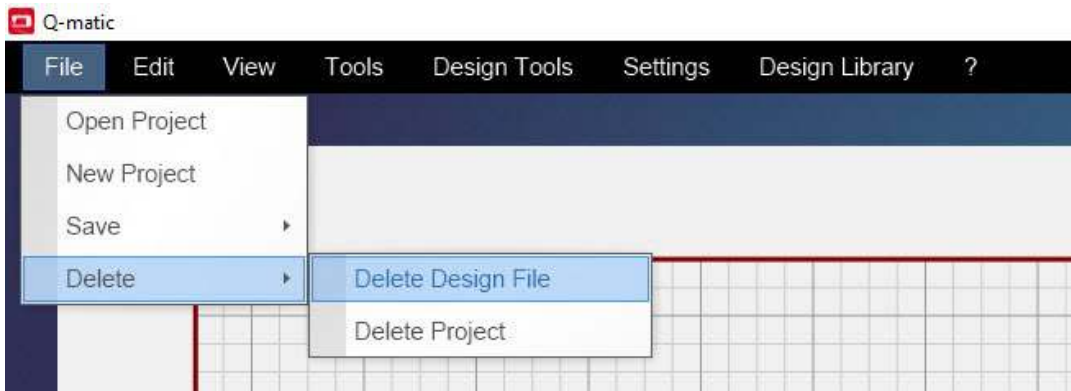 Q-matic
File Edit View Tools Design Tools Settings Design Library ?
Open Project
New Project
Save
Delete
Delete Design File
Delete Project